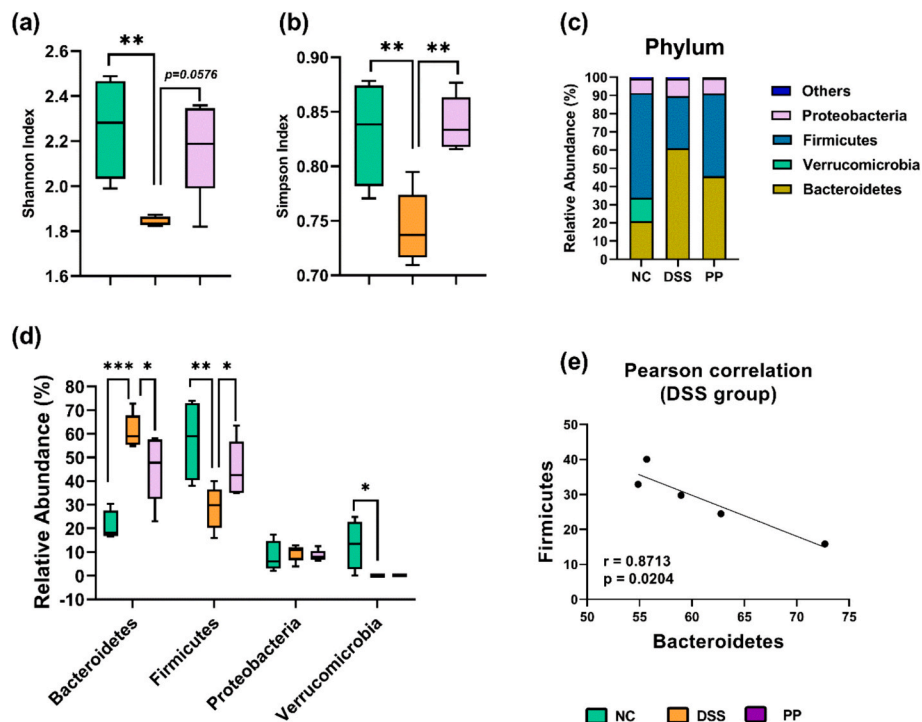 (a)
**
p=0.0576
2.6
2.4
2.2
2.0
1.8
1.6
Shannon Index
(b)
** **
0.90
0.85
0.80
0.75
0.70
Simpson Index
(c)
Phylum
100
90
80
70
60
50
40
30
20
10
0
Relative Abundance (%)
NC DSS PP
Others
Proteobacteria
Firmicutes
Verrucomicrobia
Bacteroidetes
(d)
*** * ** * *
90
80
70
60
50
40
30
20
10
0
-10
Relative Abundance (%)
Bacteroidetes
Firmicutes
Proteobacteria
Verrucomicrobia
(e)
Pearson correlation
(DSS group)
50
40
30
20
10
0
Firmicutes
r = 0.8713
p = 0.0204
50 55 60 65 70 75
Bacteroidetes
NC DSS PP